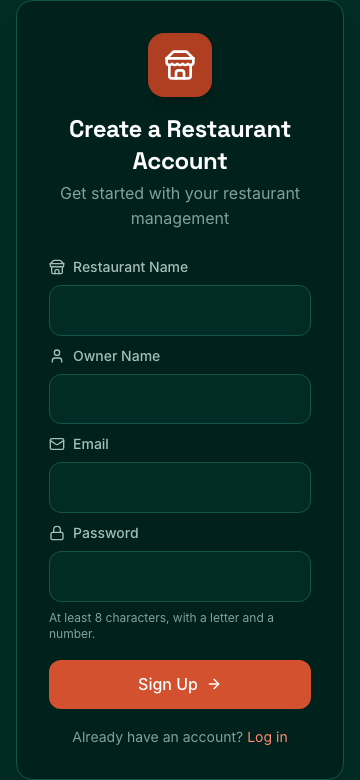 Create a Restaurant
Account
Get started with your restaurant
management
Restaurant Name
Owner Name
Email
Password
At least 8 characters, with a letter and a
number.
Sign Up →
Already have an account? Log in